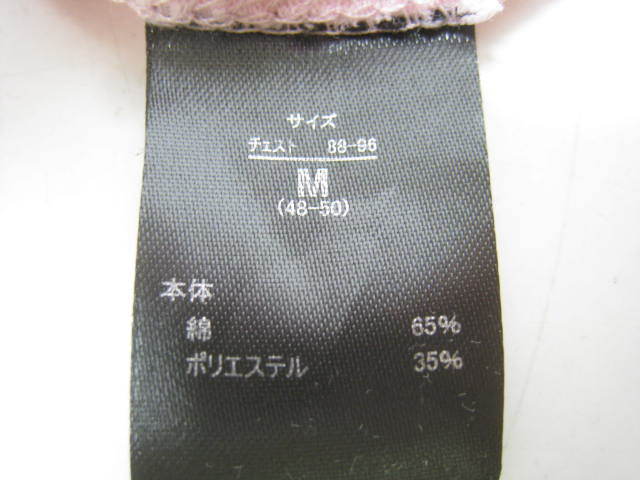 サイズ
チェスト 88-96
M
(48-50)
本体
綿 65%
ポリエステル 35%